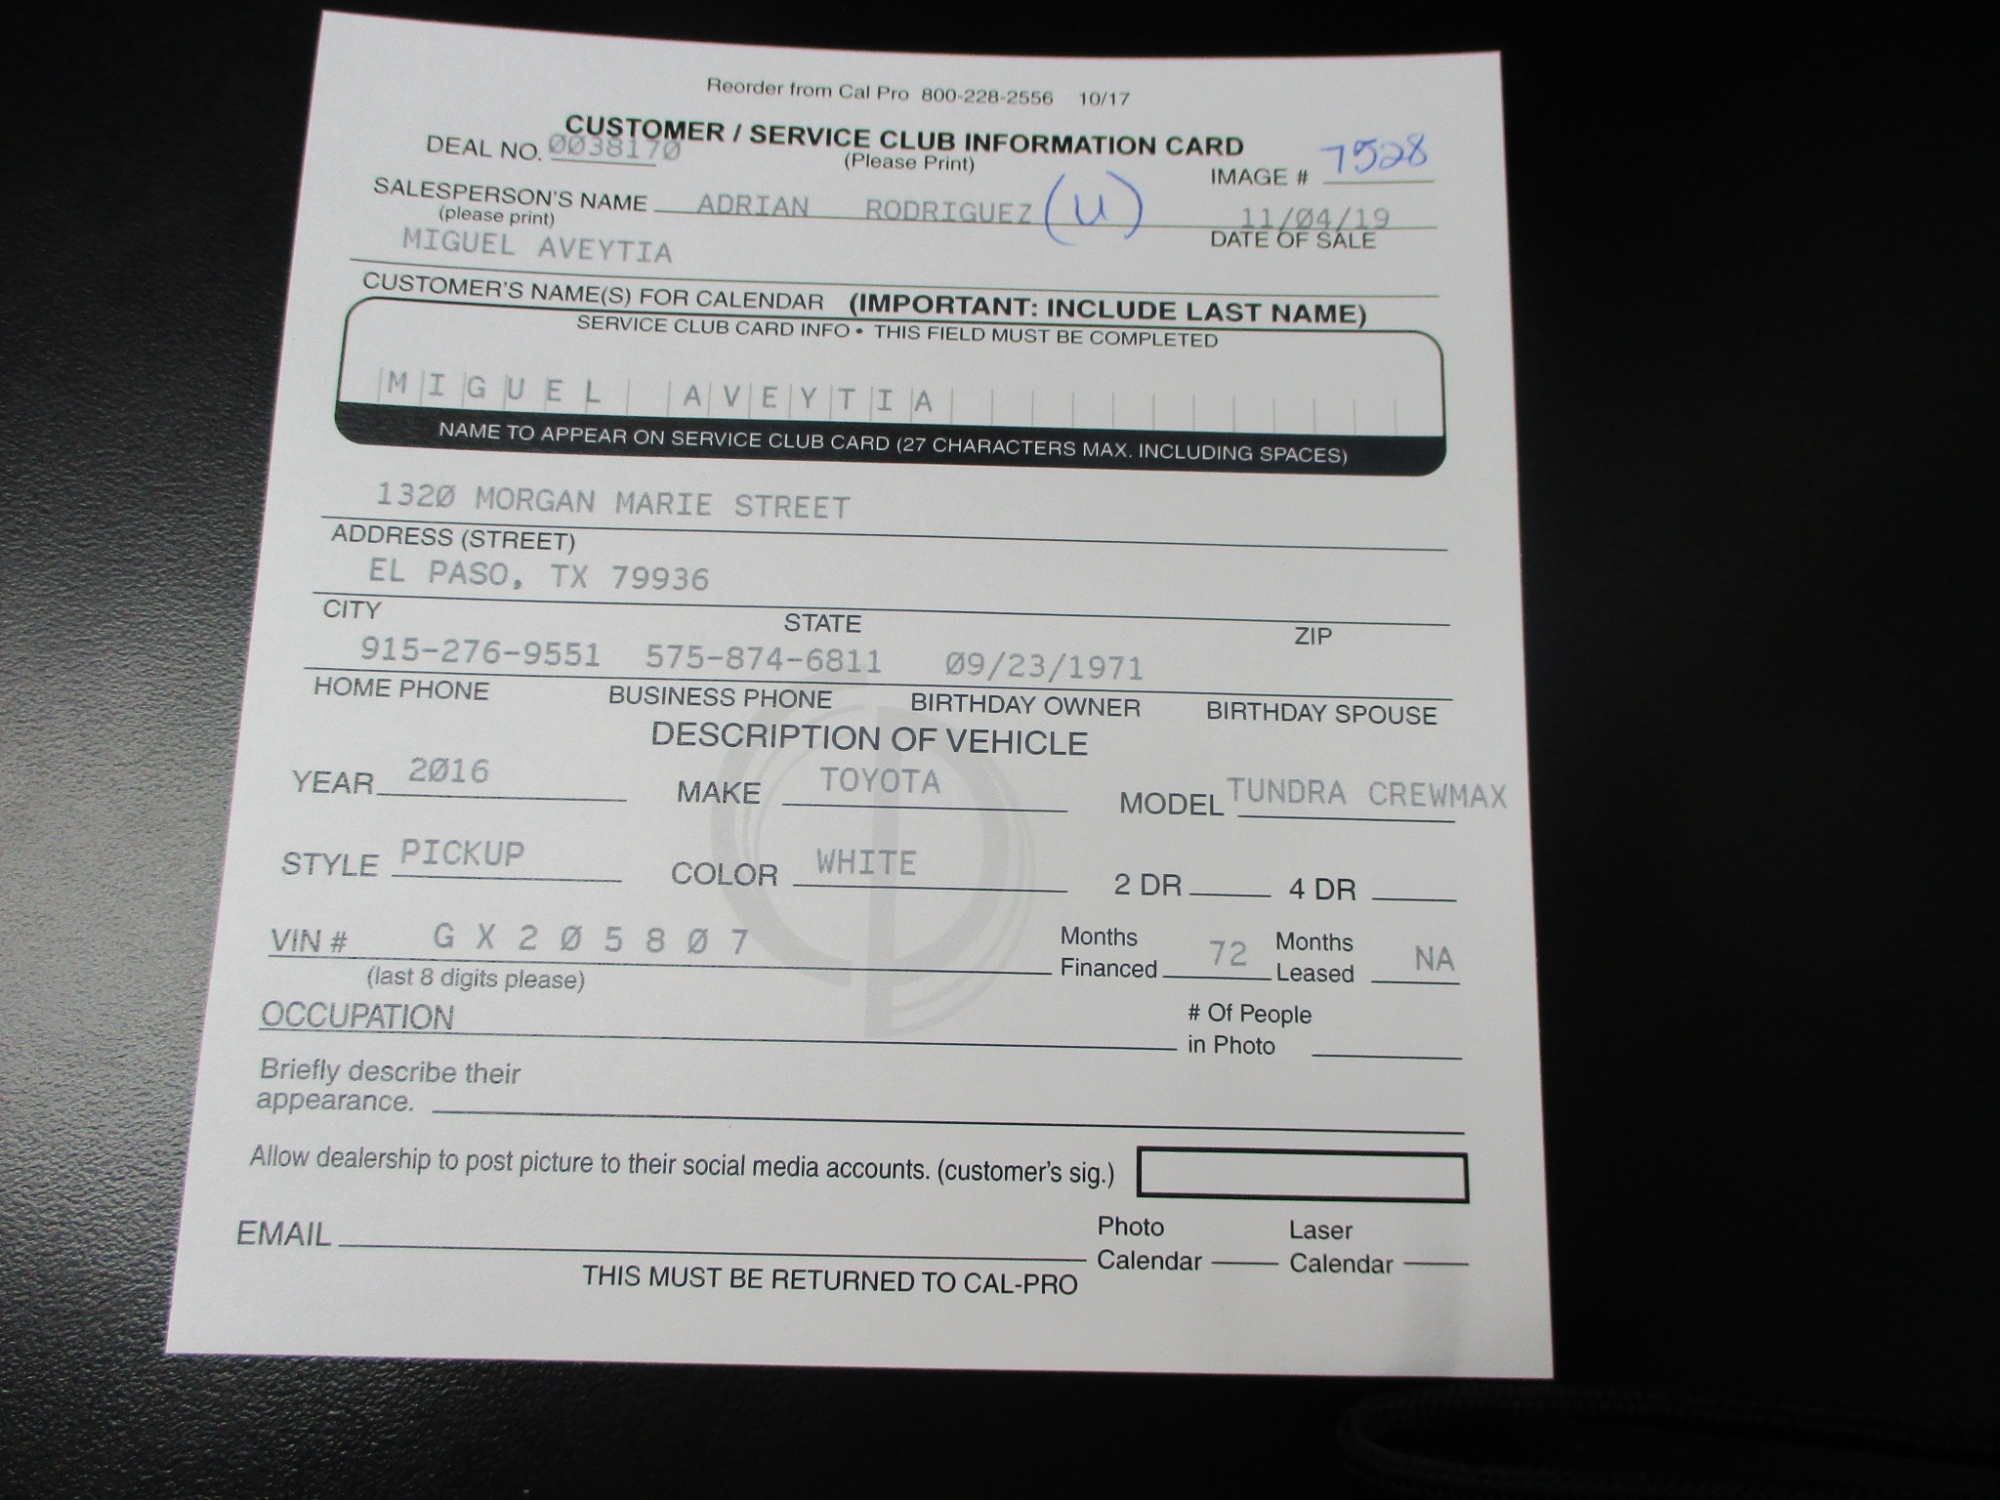 Reorder from Cal Pro 800-228-2556 10/17
CUSTOMER / SERVICE CLUB INFORMATION CARD
DEAL NO. 0038170 (Please Print) IMAGE # 7528
SALESPERSON'S NAME ADRIAN RODRIGUEZ (U) 11/04/19
(please print) DATE OF SALE
MIGUEL AVEYTIA
CUSTOMER'S NAME(S) FOR CALENDAR (IMPORTANT: INCLUDE LAST NAME)
SERVICE CLUB CARD INFO • THIS FIELD MUST BE COMPLETED
MIGUEL AVEYTIA
NAME TO APPEAR ON SERVICE CLUB CARD (27 CHARACTERS MAX. INCLUDING SPACES)
1320 MORGAN MARIE STREET
ADDRESS (STREET)
EL PASO, TX 79936
CITY STATE ZIP
915-276-9551 575-874-6811 09/23/1971
HOME PHONE BUSINESS PHONE BIRTHDAY OWNER BIRTHDAY SPOUSE
DESCRIPTION OF VEHICLE
YEAR 2016 MAKE TOYOTA MODEL TUNDRA CREWMAX
STYLE PICKUP COLOR WHITE 2 DR 4 DR
VIN # G X 2 0 5 8 0 7 Months Financed 72 Months Leased NA
(last 8 digits please)
OCCUPATION # Of People in Photo
Briefly describe their
appearance.
Allow dealership to post picture to their social media accounts. (customer's sig.)
EMAIL Photo Calendar Laser Calendar
THIS MUST BE RETURNED TO CAL-PRO